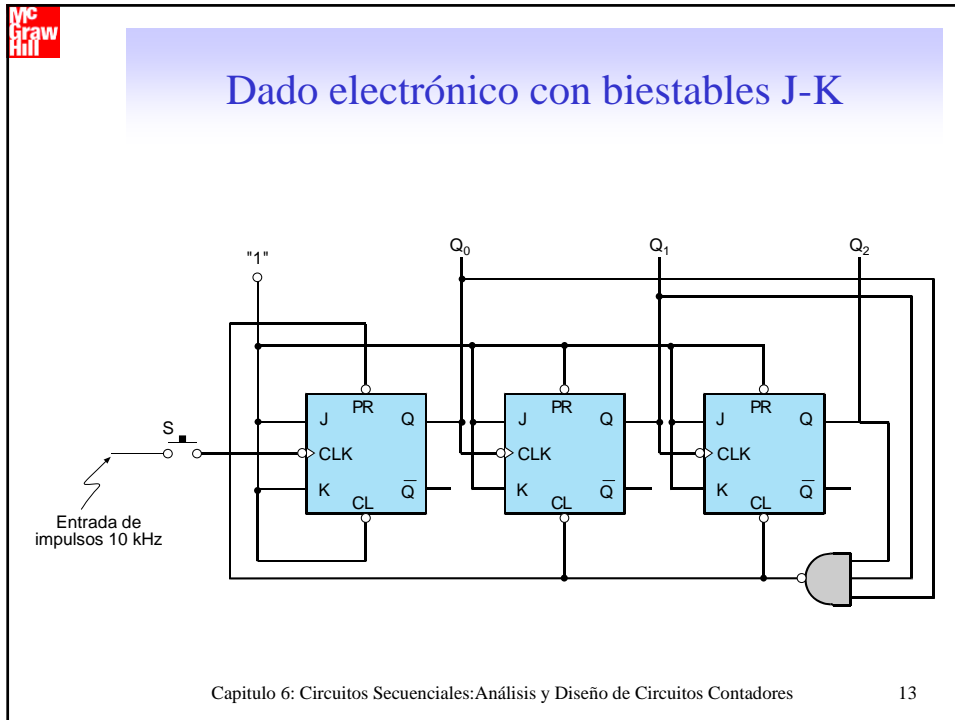 Mc
Graw
Hill
Dado electrónico con biestables J-K
"1"
Q0
Q1
Q2
PR
J
Q
CLK
K
Q̅
CL
PR
J
Q
CLK
K
Q̅
CL
PR
J
Q
CLK
K
Q̅
CL
S
Entrada de
impulsos 10 kHz
Capitulo 6: Circuitos Secuenciales:Análisis y Diseño de Circuitos Contadores
13